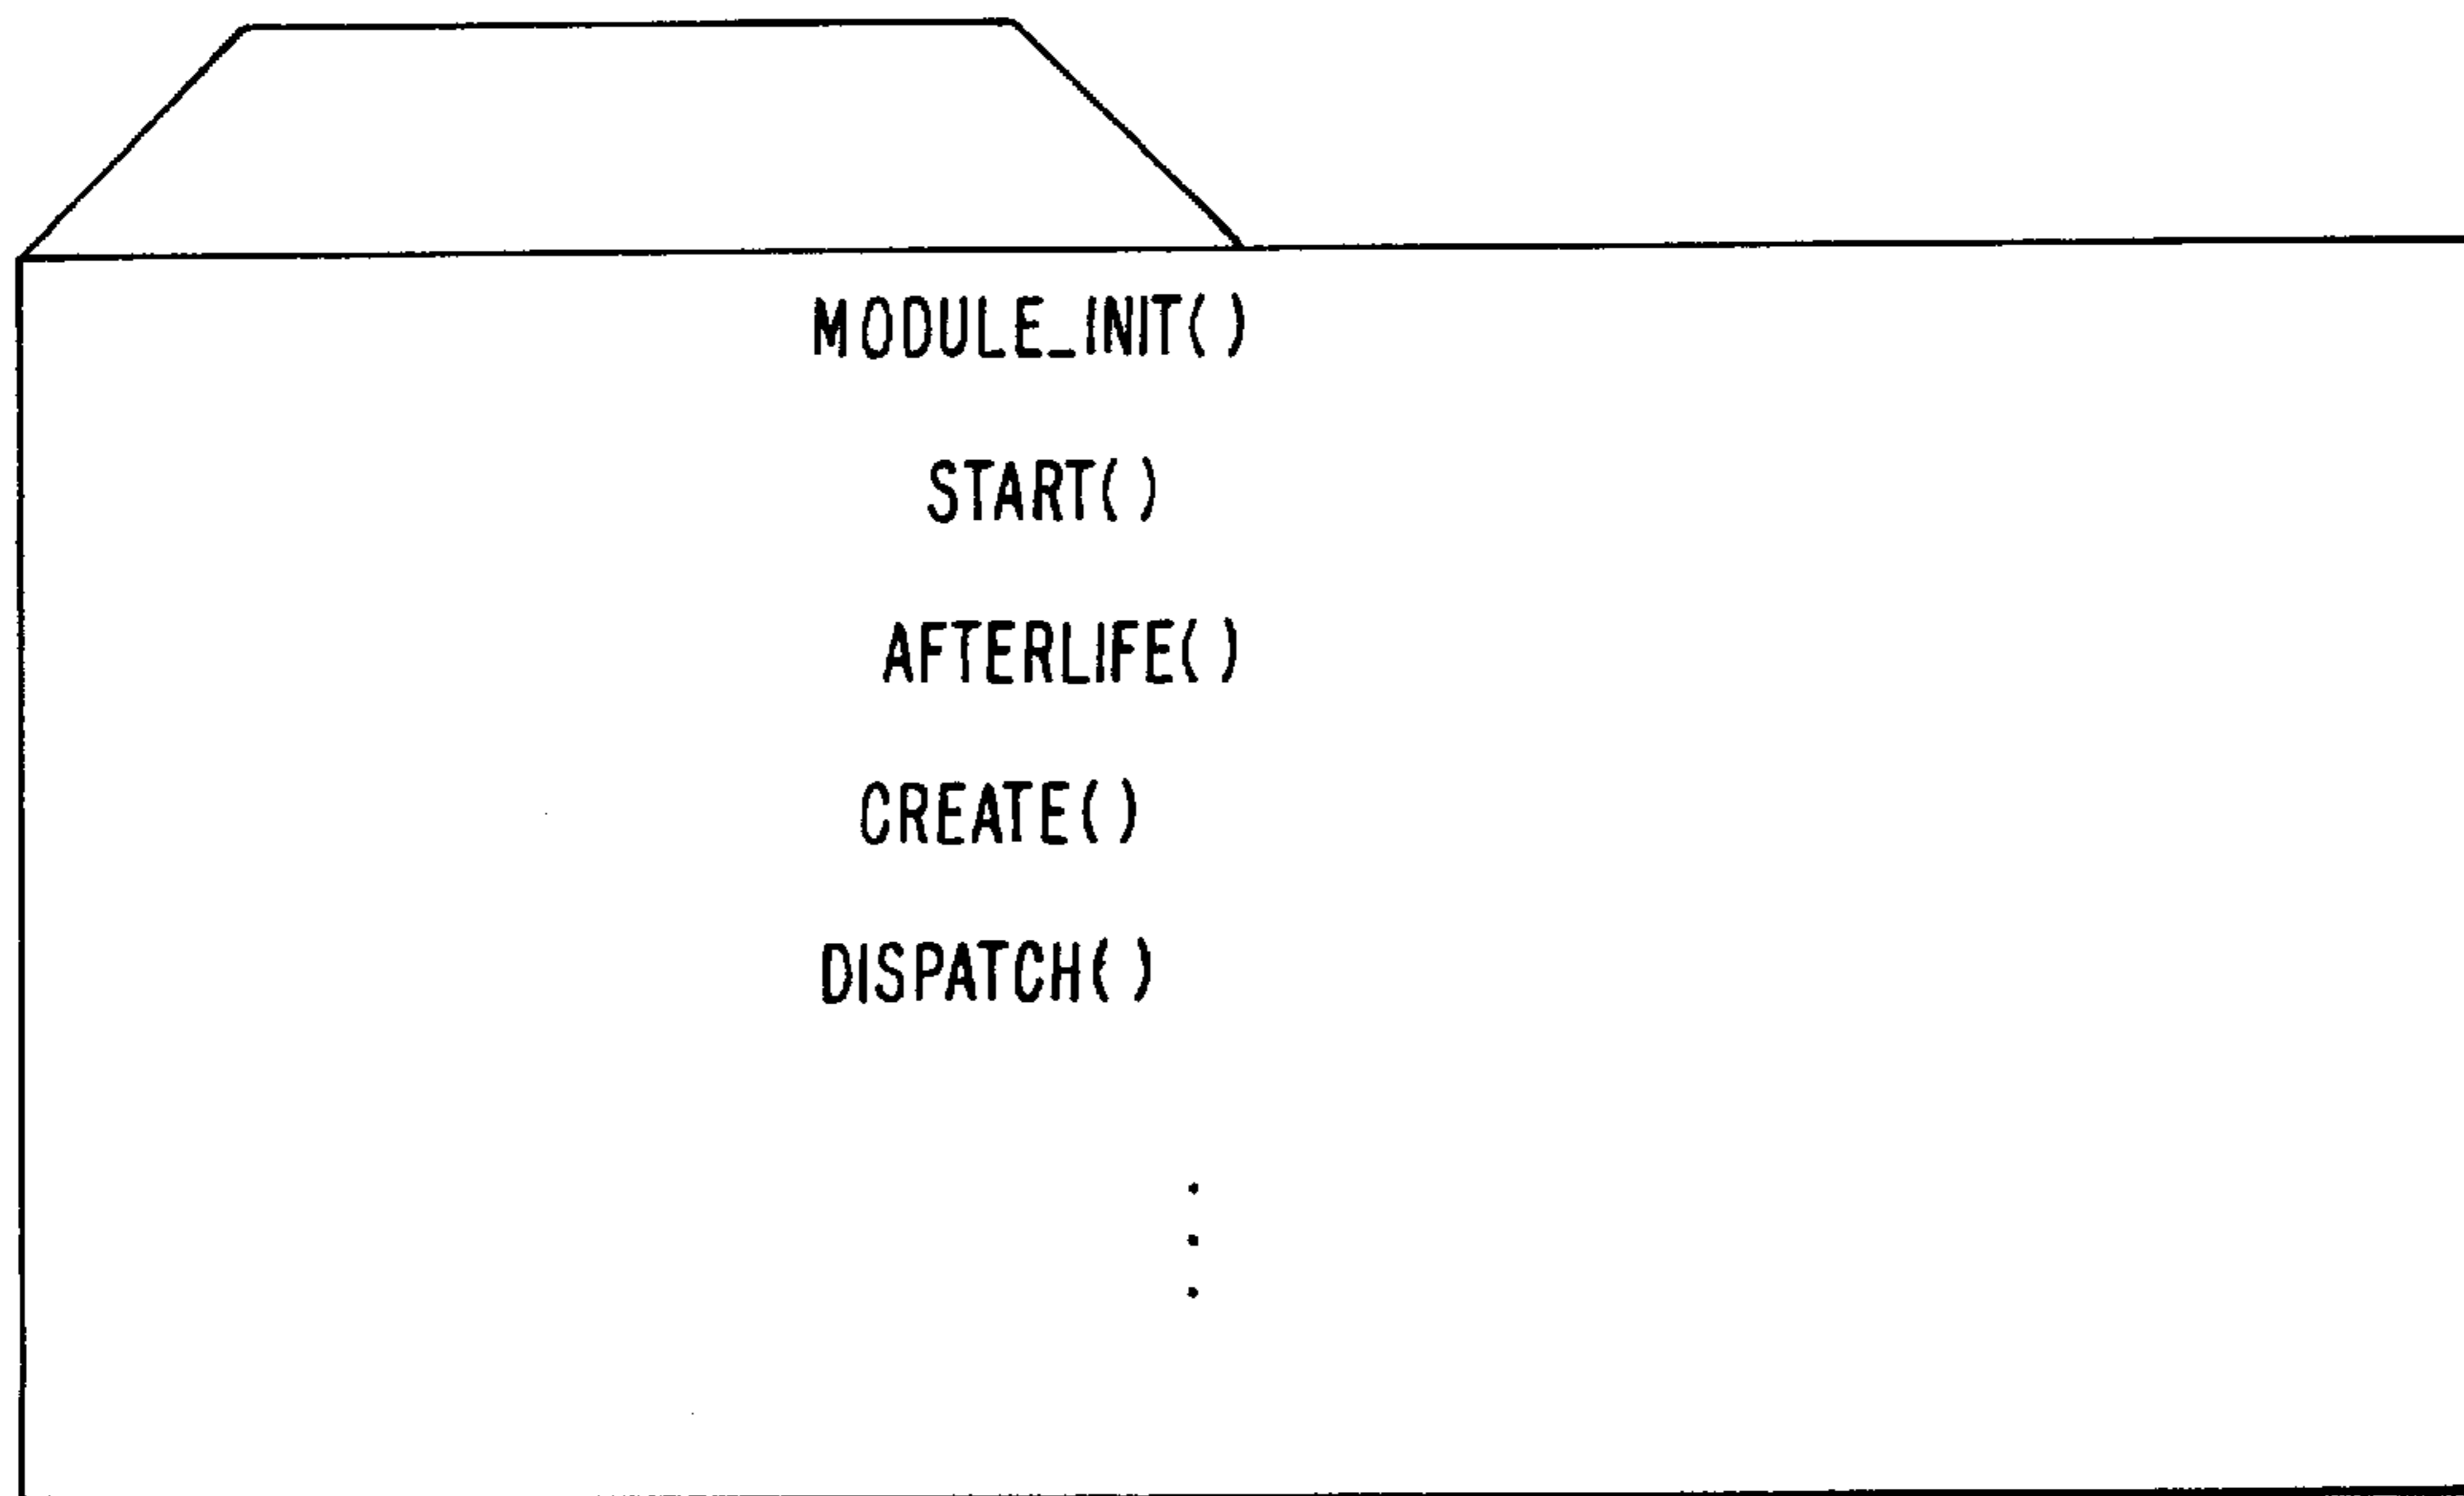 MODULE_INIT()
START()
AFTERLIFE()
CREATE()
DISPATCH()
.
.
.